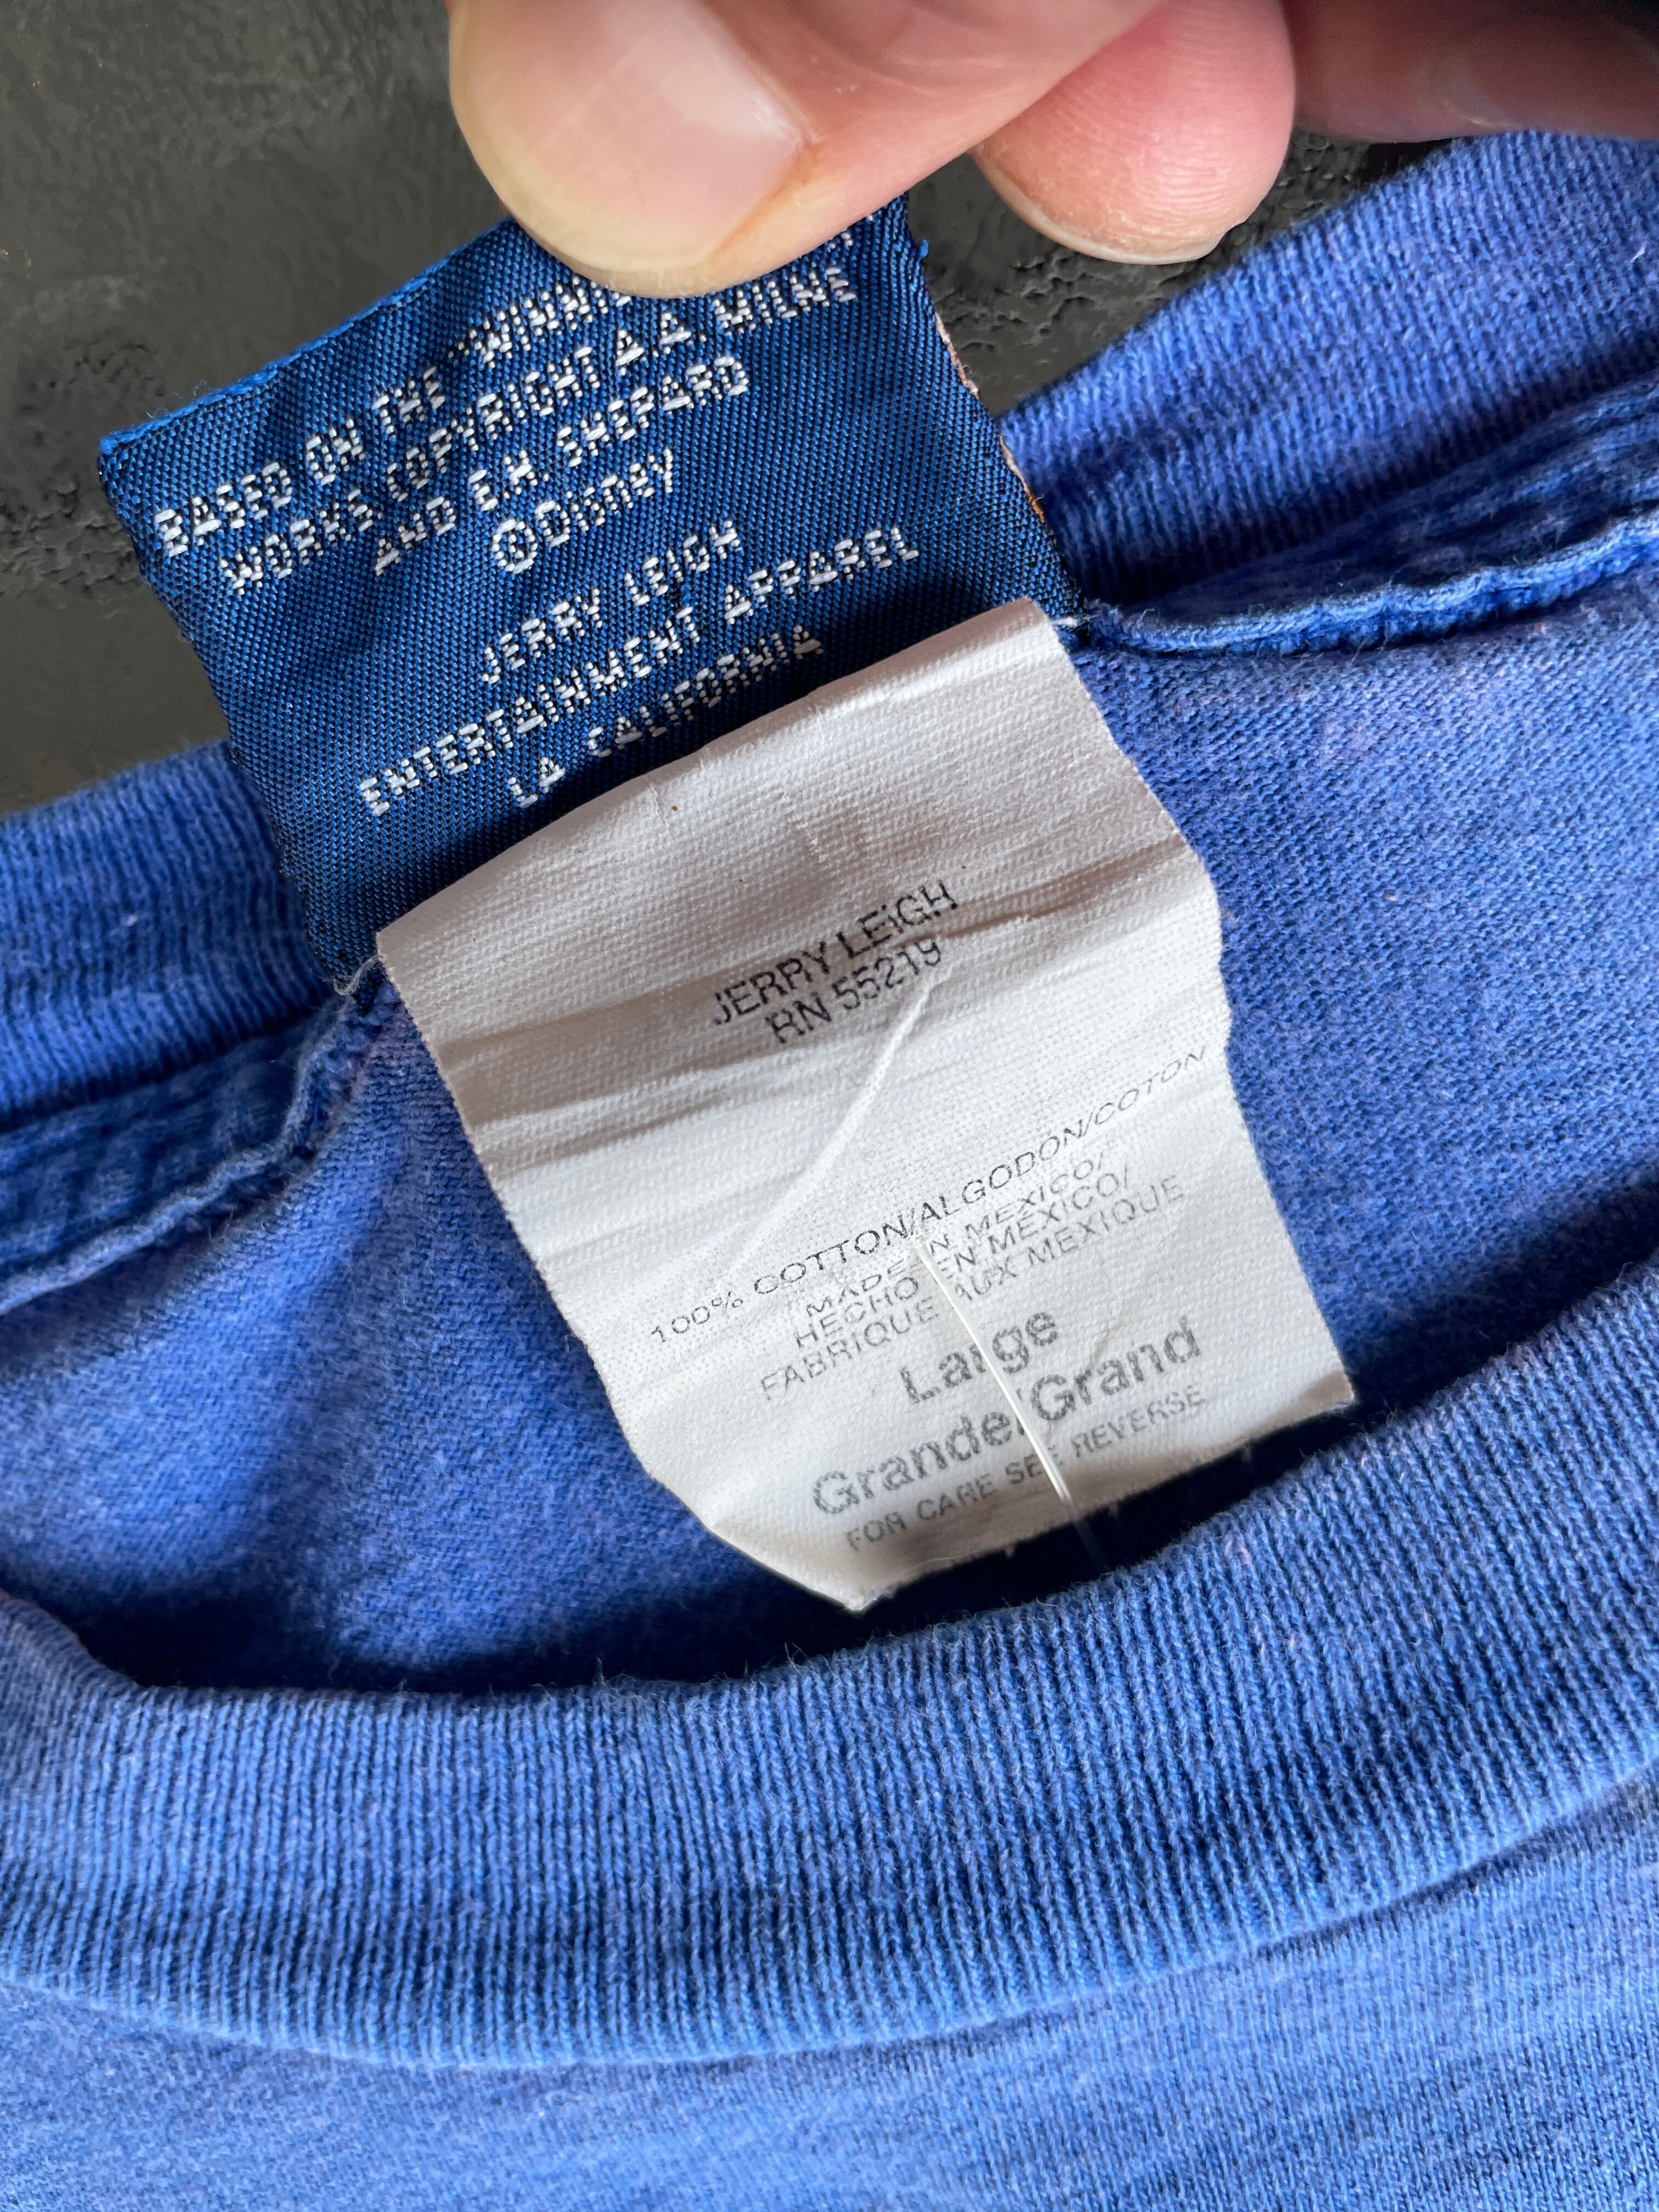 BASED ON THE "WINNIE
WORKS COPYRIGHT A.A. MILNE
AND E.H. SHEPARD
©Disney
JERRY LEIGH
ENTERTAINMENT APPAREL
LA CALIFORNIA
JERRY LEIGH
RN 55219
100% COTTON/ALGODON/COTON
MADE IN MEXICO/
HECHO EN MEXICO/
FABRIQUE AUX MEXIQUE
Large
Grande/Grand
FOR CARE SEE REVERSE